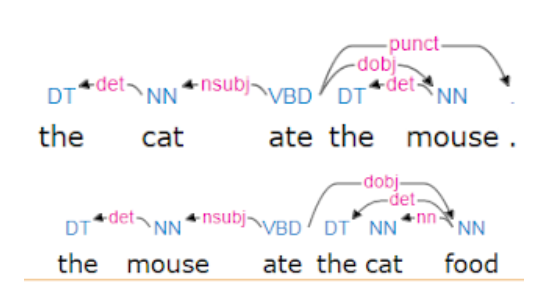 punct
dobj
det nsubj det
DT NN VBD DT NN .
the cat ate the mouse .
dobj
det
det nsubj nn
DT NN VBD DT NN NN
the mouse ate the cat food